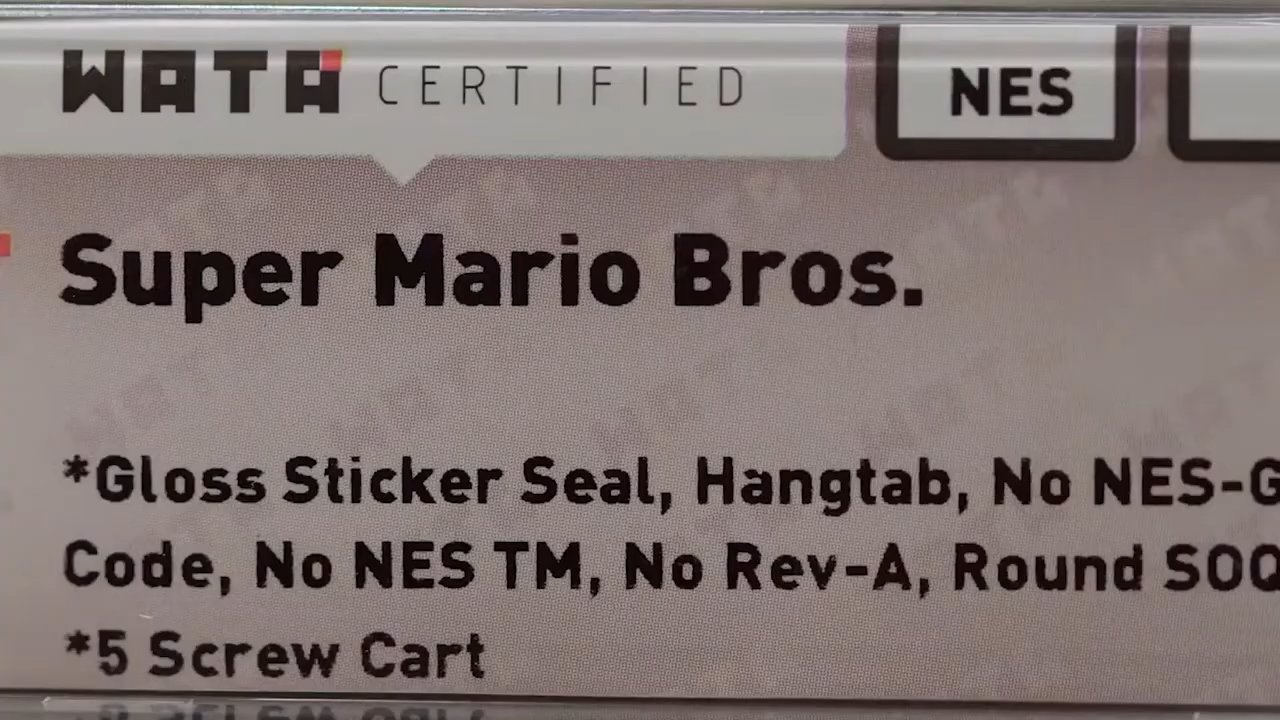 WATA CERTIFIED NES
Super Mario Bros.
*Gloss Sticker Seal, Hangtab, No NES-G
Code, No NES TM, No Rev-A, Round SOQ
*5 Screw Cart